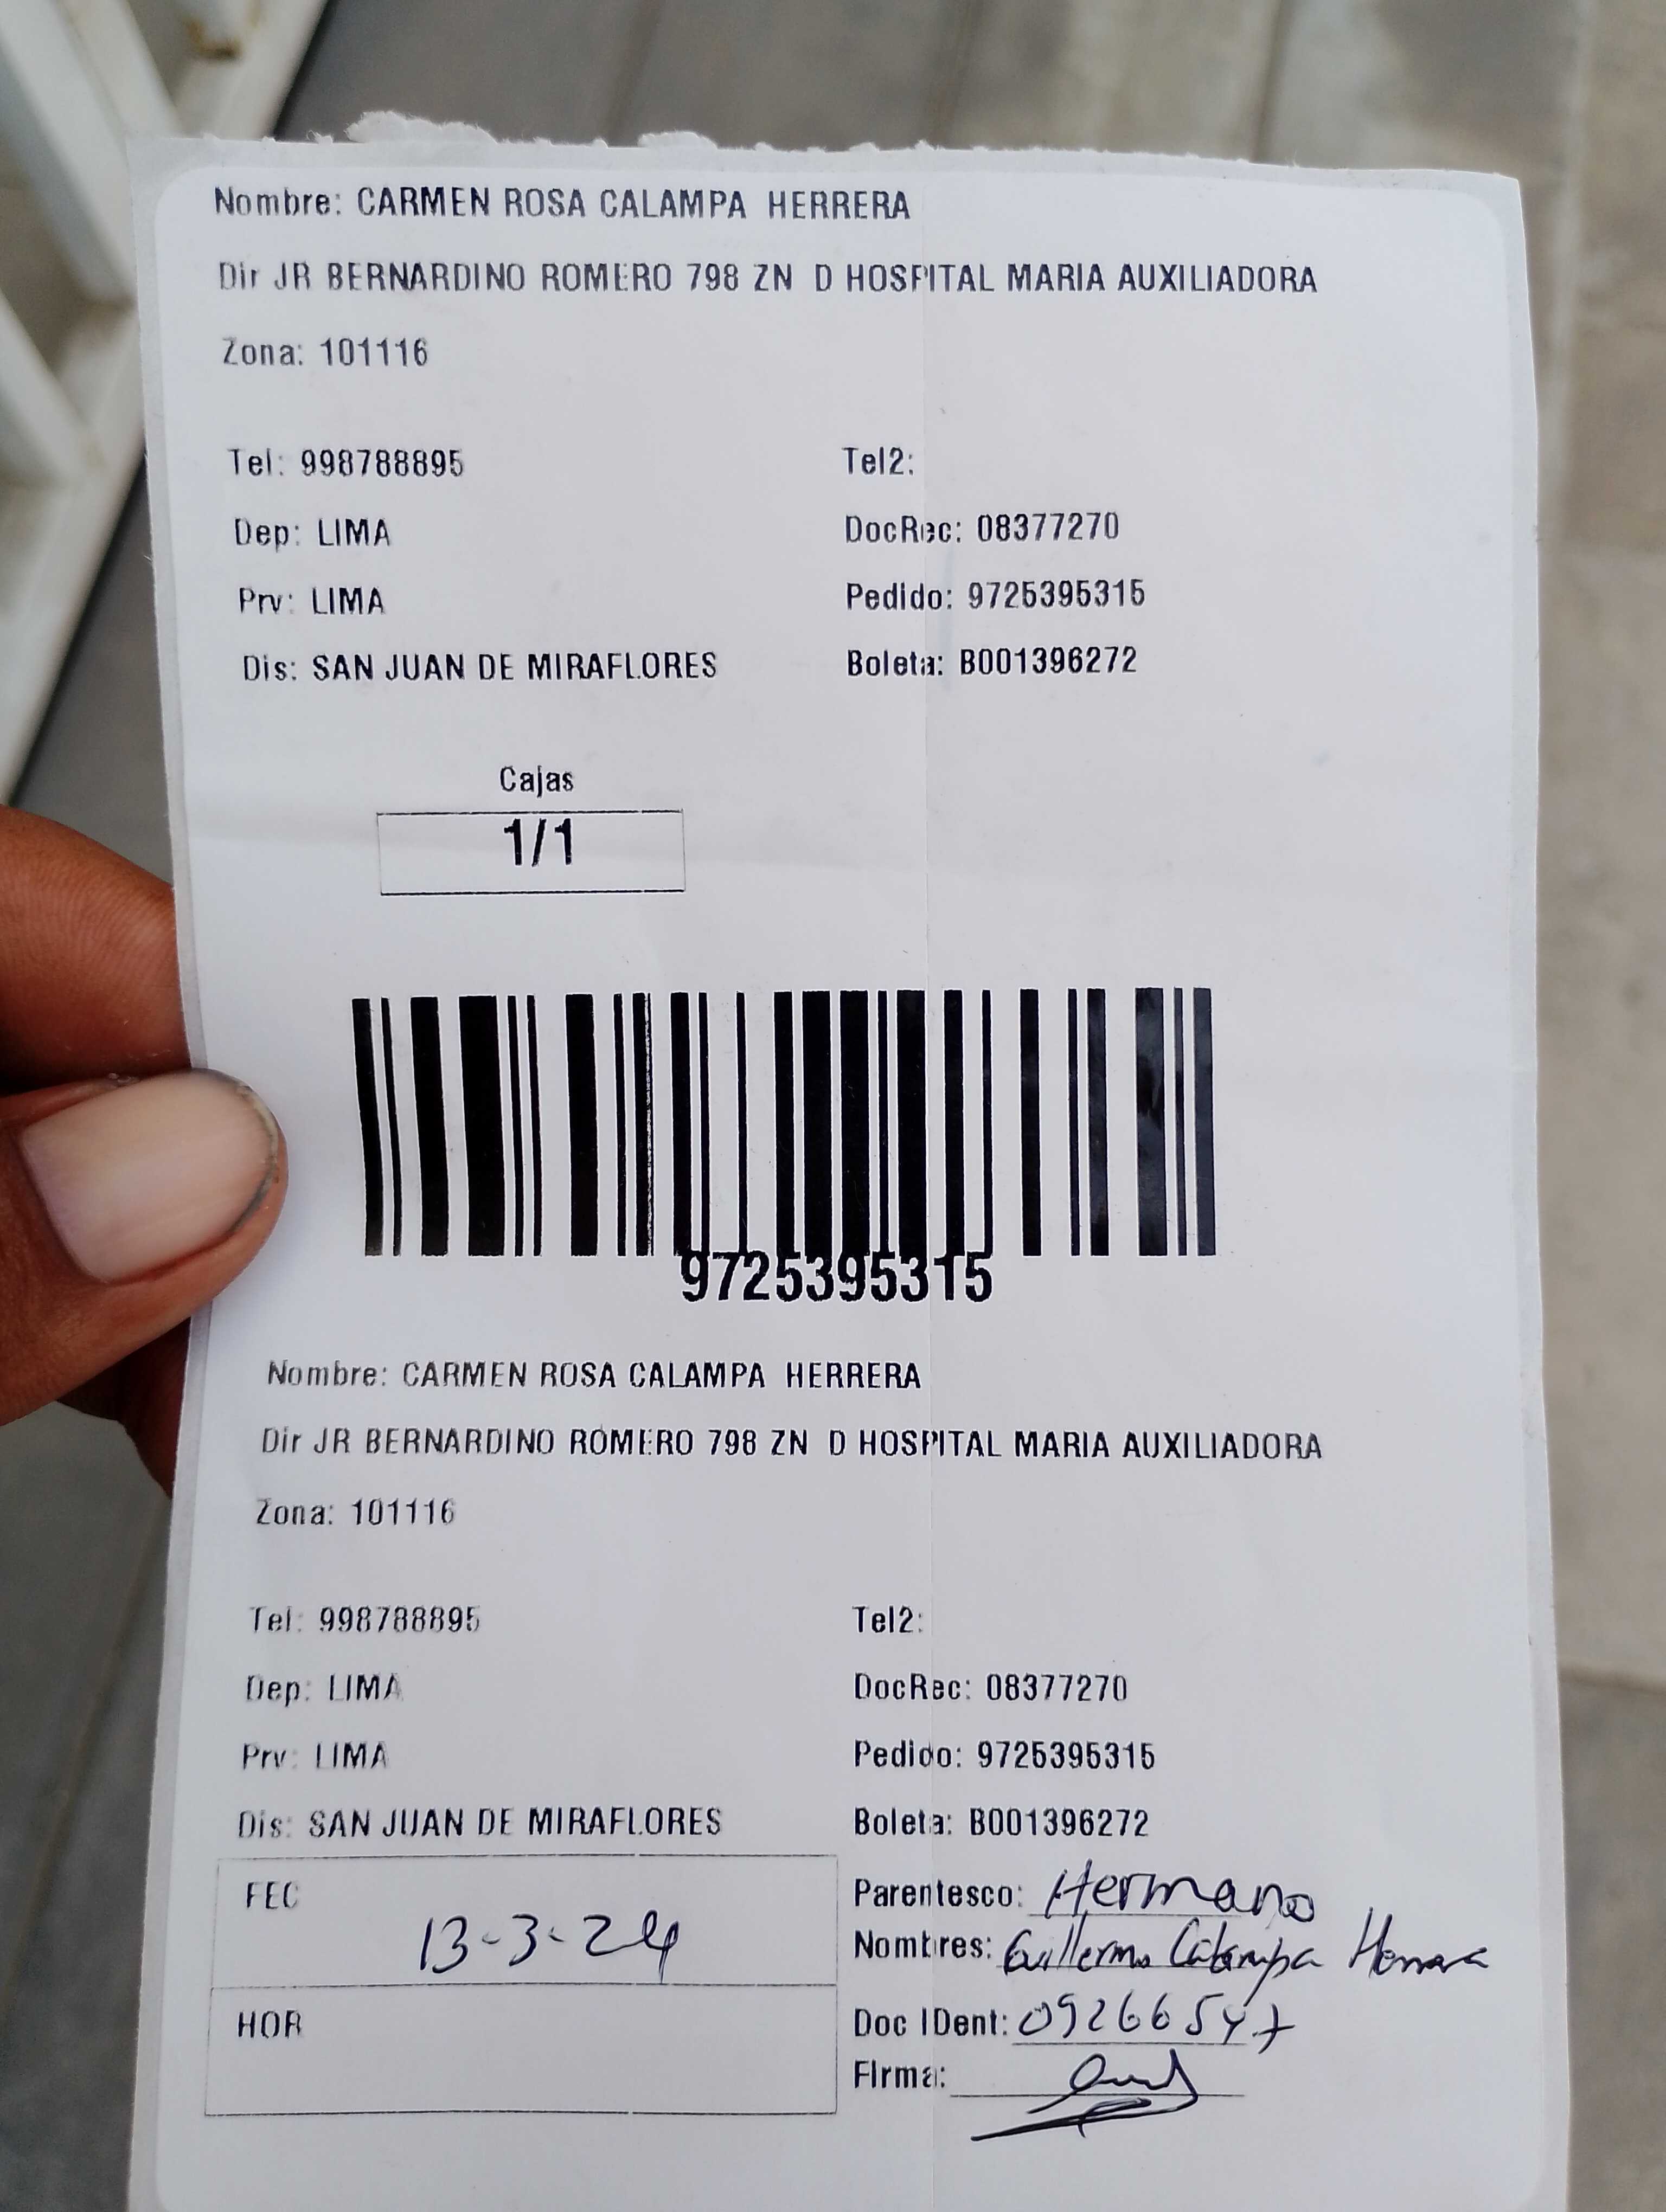 Nombre: CARMEN ROSA CALAMPA HERRERA
Dir JR BERNARDINO ROMERO 798 ZN D HOSPITAL MARIA AUXILIADORA
Zona: 101116
Tel: 998788895 Tel2:
Dep: LIMA DocRec: 08377270
Prv: LIMA Pedido: 9725395315
Dis: SAN JUAN DE MIRAFLORES Boleta: B001396272
Cajas
1/1
9725395315
Nombre: CARMEN ROSA CALAMPA HERRERA
Dir JR BERNARDINO ROMERO 798 ZN D HOSPITAL MARIA AUXILIADORA
Zona: 101116
Tel: 998788895 Tel2:
Dep: LIMA DocRec: 08377270
Prv: LIMA Pedido: 9725395315
Dis: SAN JUAN DE MIRAFLORES Boleta: B001396272
FEC 13-3-24
HOR
Parentesco: Hermano
Nombres: Guillermo Calampa Herrera
Doc IDent: 09266547
FIrma: